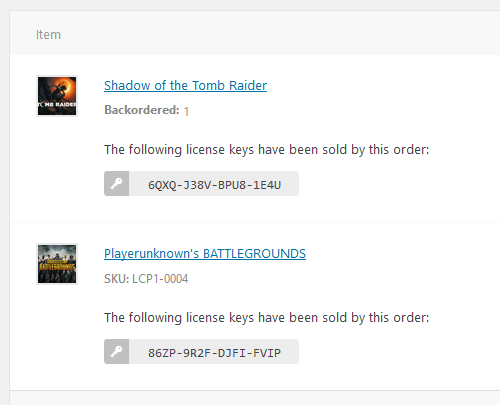 Item
TOMB RAIDER
Shadow of the Tomb Raider
Backordered: 1
The following license keys have been sold by this order:
6QXQ-J38V-BPU8-1E4U
BATTLEGROUNDS
Playerunknown's BATTLEGROUNDS
SKU: LCP1-0004
The following license keys have been sold by this order:
86ZP-9R2F-DJFI-FVIP